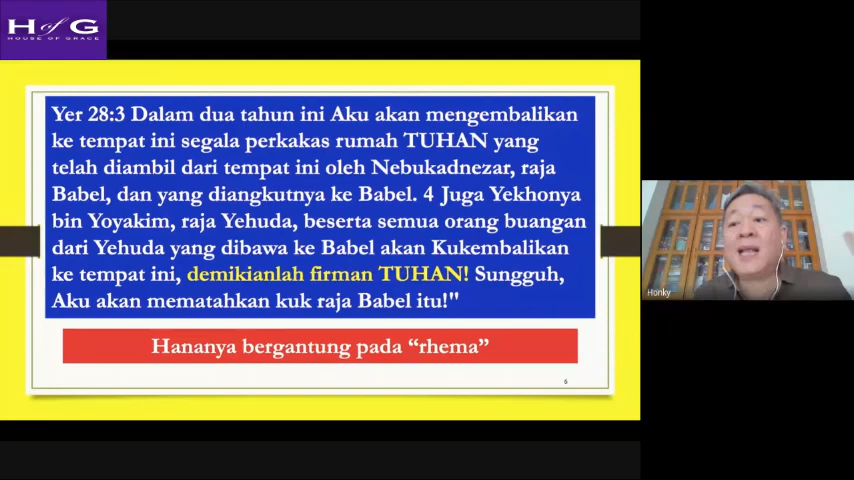 H of G
HOUSE OF GRACE
Yer 28:3 Dalam dua tahun ini Aku akan mengembalikan
ke tempat ini segala perkakas rumah TUHAN yang
telah diambil dari tempat ini oleh Nebukadnezar, raja
Babel, dan yang diangkutnya ke Babel. 4 Juga Yekhonya
bin Yoyakim, raja Yehuda, beserta semua orang buangan
dari Yehuda yang dibawa ke Babel akan Kukembalikan
ke tempat ini, demikianlah firman TUHAN! Sungguh,
Aku akan mematahkan kuk raja Babel itu!"
Hananya bergantung pada “rhema”
6
Honky